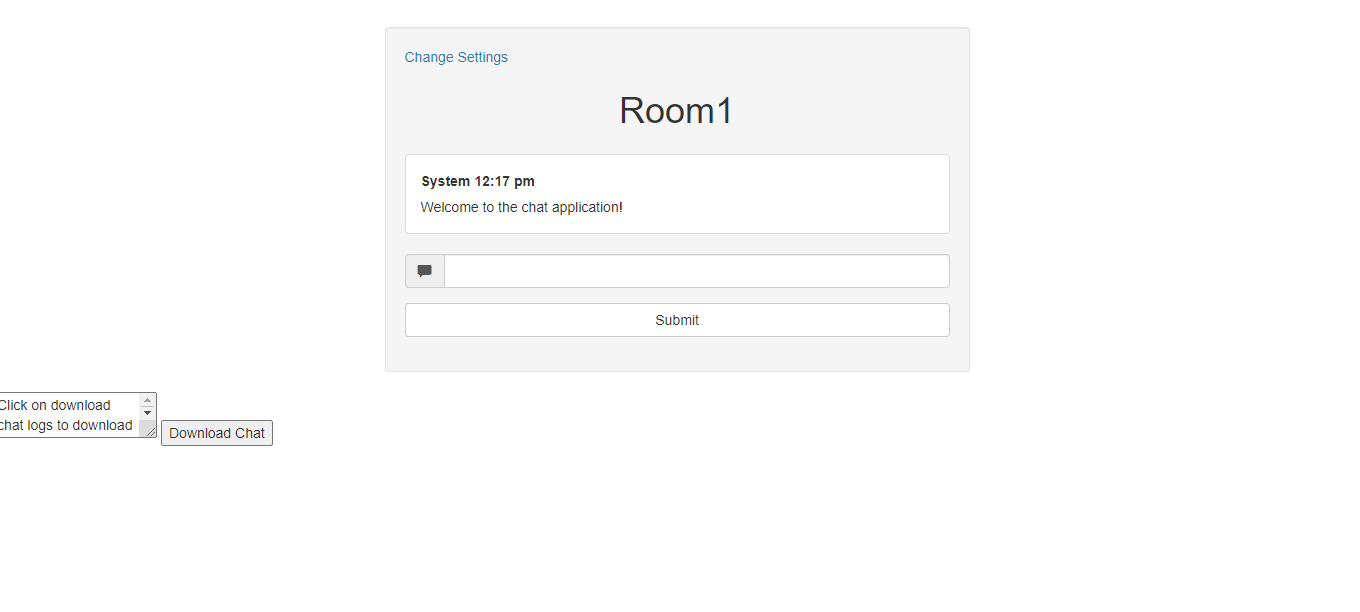 Change Settings
Room1
System 12:17 pm
Welcome to the chat application!
Submit
Click on download
chat logs to download
Download Chat